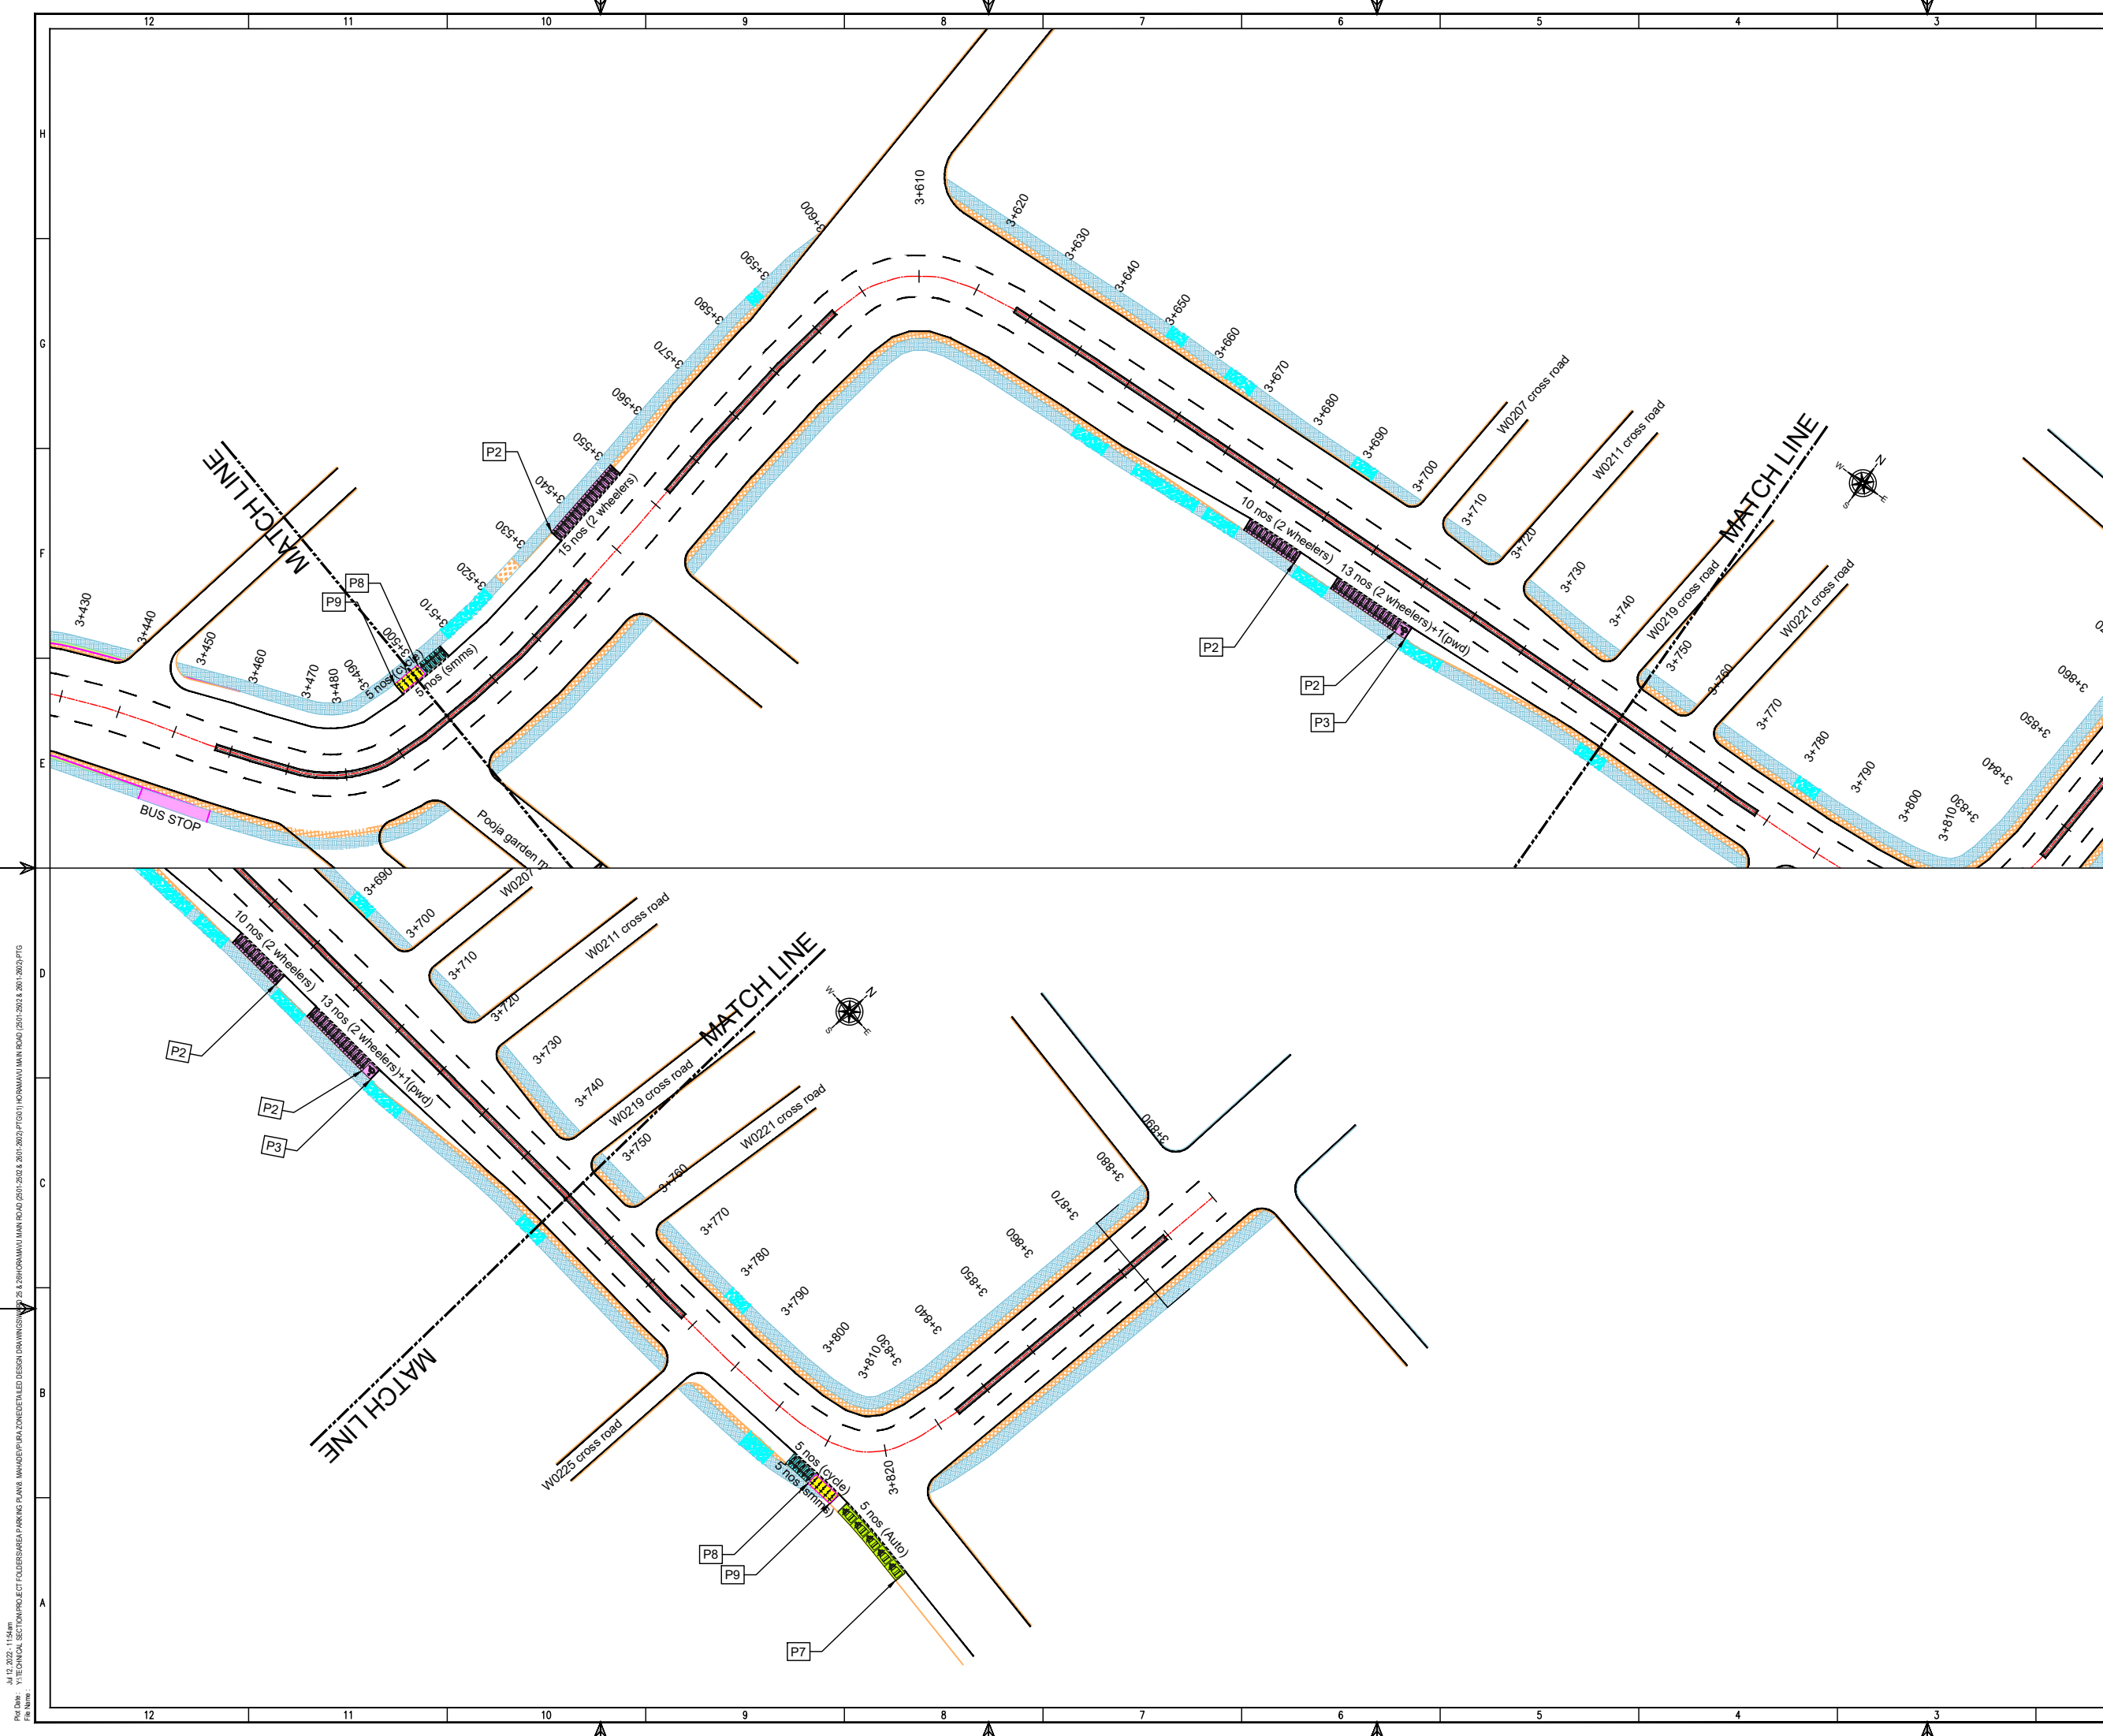 12 11 10 9 8 7 6 5 4 3
H
G
F
E
D
C
B
A
3+610
3+600
3+620
3+590
3+630
3+640
3+580
3+650
3+570
3+660
3+670
3+560
3+680
W0207 cross road
3+550
3+690
W0211 cross road
MATCH LINE
MATCH LINE
P2
3+540
3+700
N
W
E
S
15 nos (2 wheelers)
3+530
10 nos (2 wheelers)
3+710
3+720
3+520
P8
P9
3+510
13 nos (2 wheelers)+1(pwd)
3+730
W0219 cross road
W0221 cross road
3+430
3+440
3+450
3+460
3+470
3+480
3+490
3+500
5 nos (cycle)
5 nos (smms)
P2
P2
P3
3+740
3+750
3+760
3+770
3+780
3+790
3+800
3+810
3+830
3+840
3+850
3+860
BUS STOP
Pooja garden
3+690
3+700
W0207
10 nos (2 wheelers)
3+710
W0211 cross road
MATCH LINE
13 nos (2 wheelers)+1(pwd)
3+720
N
W
E
S
P2
3+730
P2
P3
3+740
W0219 cross road
W0221 cross road
3+750
3+760
3+890
3+880
3+770
3+870
3+780
3+860
3+790
3+850
3+800
3+840
3+810
3+830
MATCH LINE
W0225 cross road
5 nos (cycle)
5 nos (smms)
3+820
5 nos (Auto)
P8
P9
P7
Plot Date : Jul 12, 2022 - 11:54am
File Name :
12 11 10 9 8 7 6 5 4 3